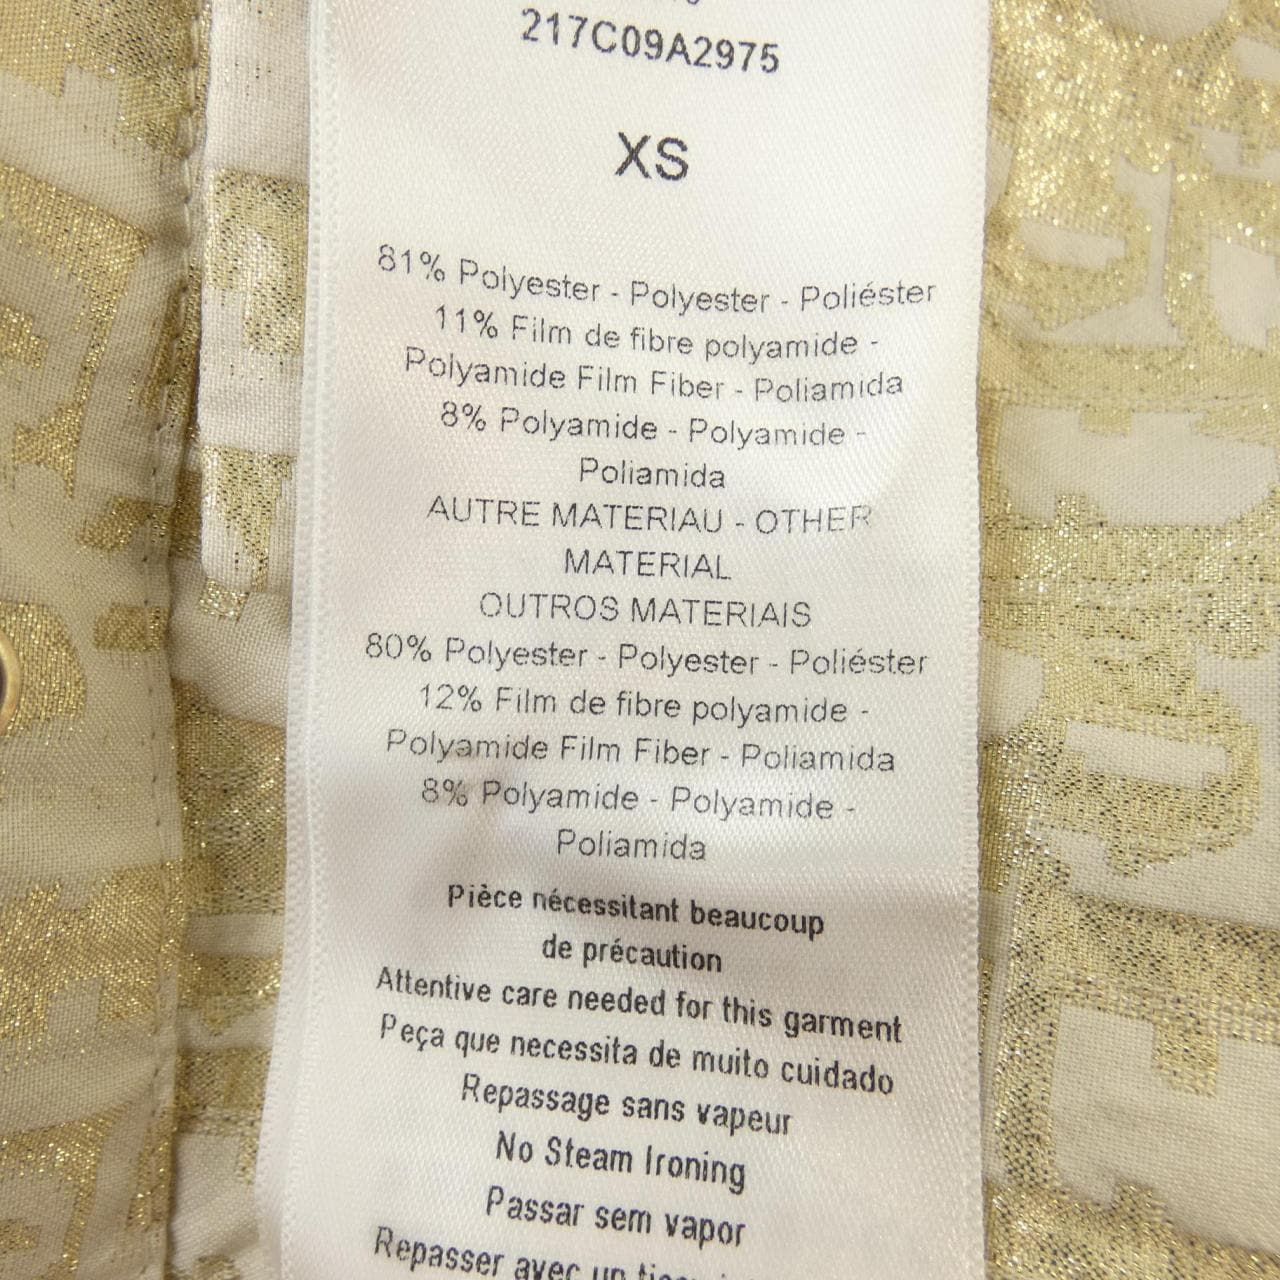 217C09A2975
XS
81% Polyester - Polyester - Poliéster
11% Film de fibre polyamide -
Polyamide Film Fiber - Poliamida
8% Polyamide - Polyamide -
Poliamida
AUTRE MATERIAU - OTHER
MATERIAL
OUTROS MATERIAIS
80% Polyester - Polyester - Poliéster
12% Film de fibre polyamide -
Polyamide Film Fiber - Poliamida
8% Polyamide - Polyamide -
Poliamida
Pièce nécessitant beaucoup
de précaution
Attentive care needed for this garment
Peça que necessita de muito cuidado
Repassage sans vapeur
No Steam Ironing
Passar sem vapor
Repasser avec un